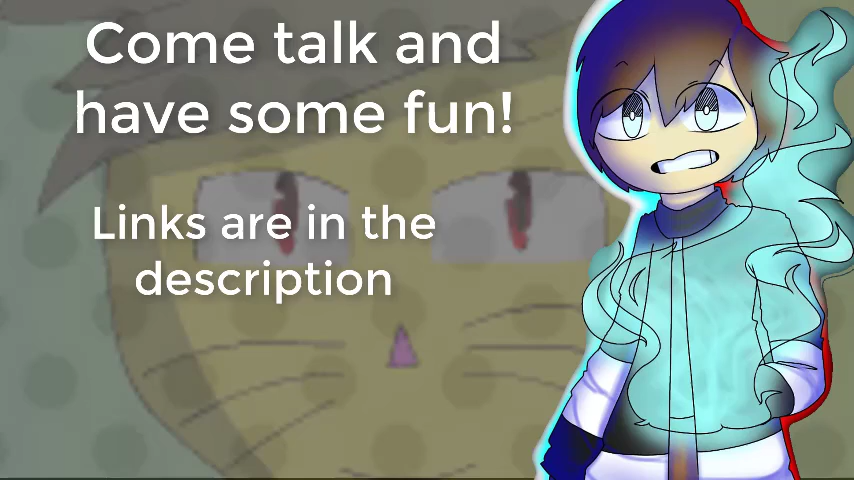 Come talk and
have some fun!
Links are in the
description